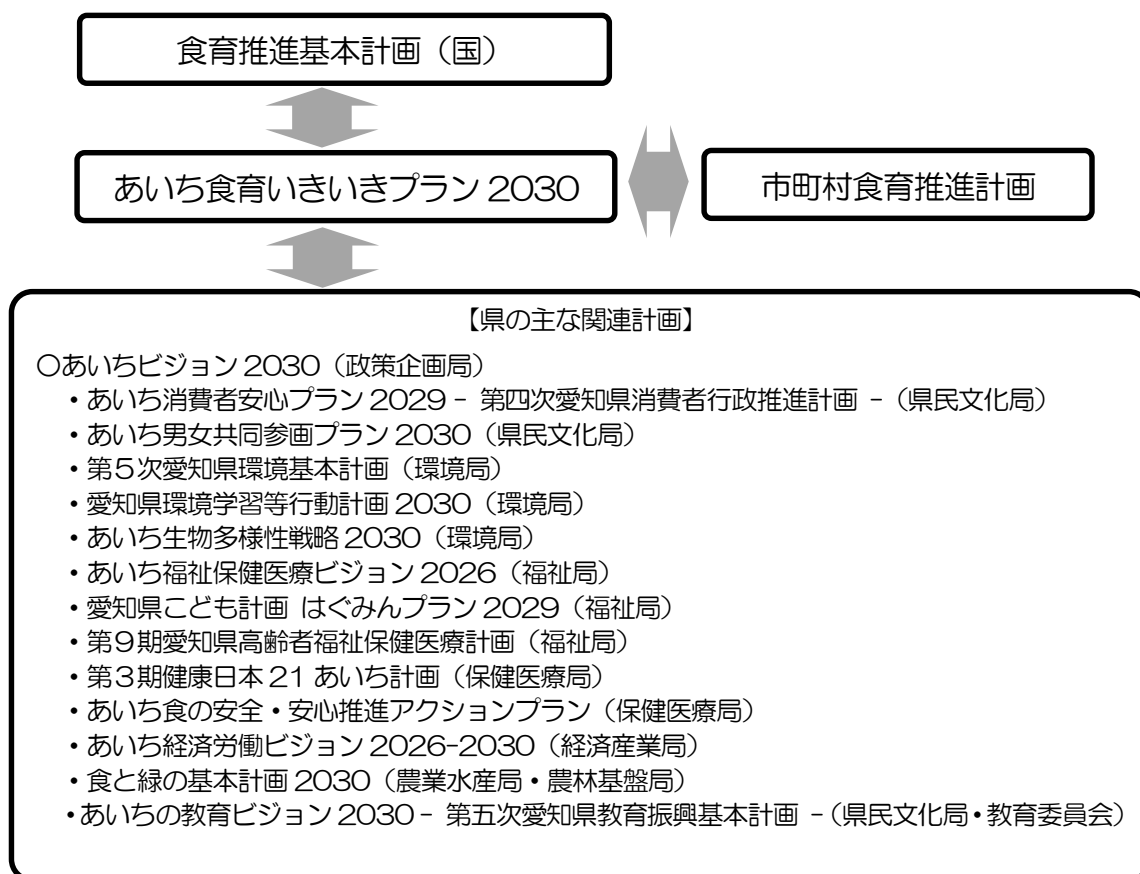 食育推進基本計画（国）
あいち食育いきいきプラン 2030
市町村食育推進計画
【県の主な関連計画】
〇あいちビジョン 2030（政策企画局）
・あいち消費者安心プラン 2029 - 第四次愛知県消費者行政推進計画 -（県民文化局）
・あいち男女共同参画プラン 2030（県民文化局）
・第５次愛知県環境基本計画（環境局）
・愛知県環境学習等行動計画 2030（環境局）
・あいち生物多様性戦略 2030（環境局）
・あいち福祉保健医療ビジョン 2026（福祉局）
・愛知県こども計画 はぐみんプラン 2029（福祉局）
・第９期愛知県高齢者福祉保健医療計画（福祉局）
・第３期健康日本 21 あいち計画（保健医療局）
・あいち食の安全・安心推進アクションプラン（保健医療局）
・あいち経済労働ビジョン 2026-2030（経済産業局）
・食と緑の基本計画 2030（農業水産局・農林基盤局）
・あいちの教育ビジョン 2030 - 第五次愛知県教育振興基本計画 -（県民文化局・教育委員会）